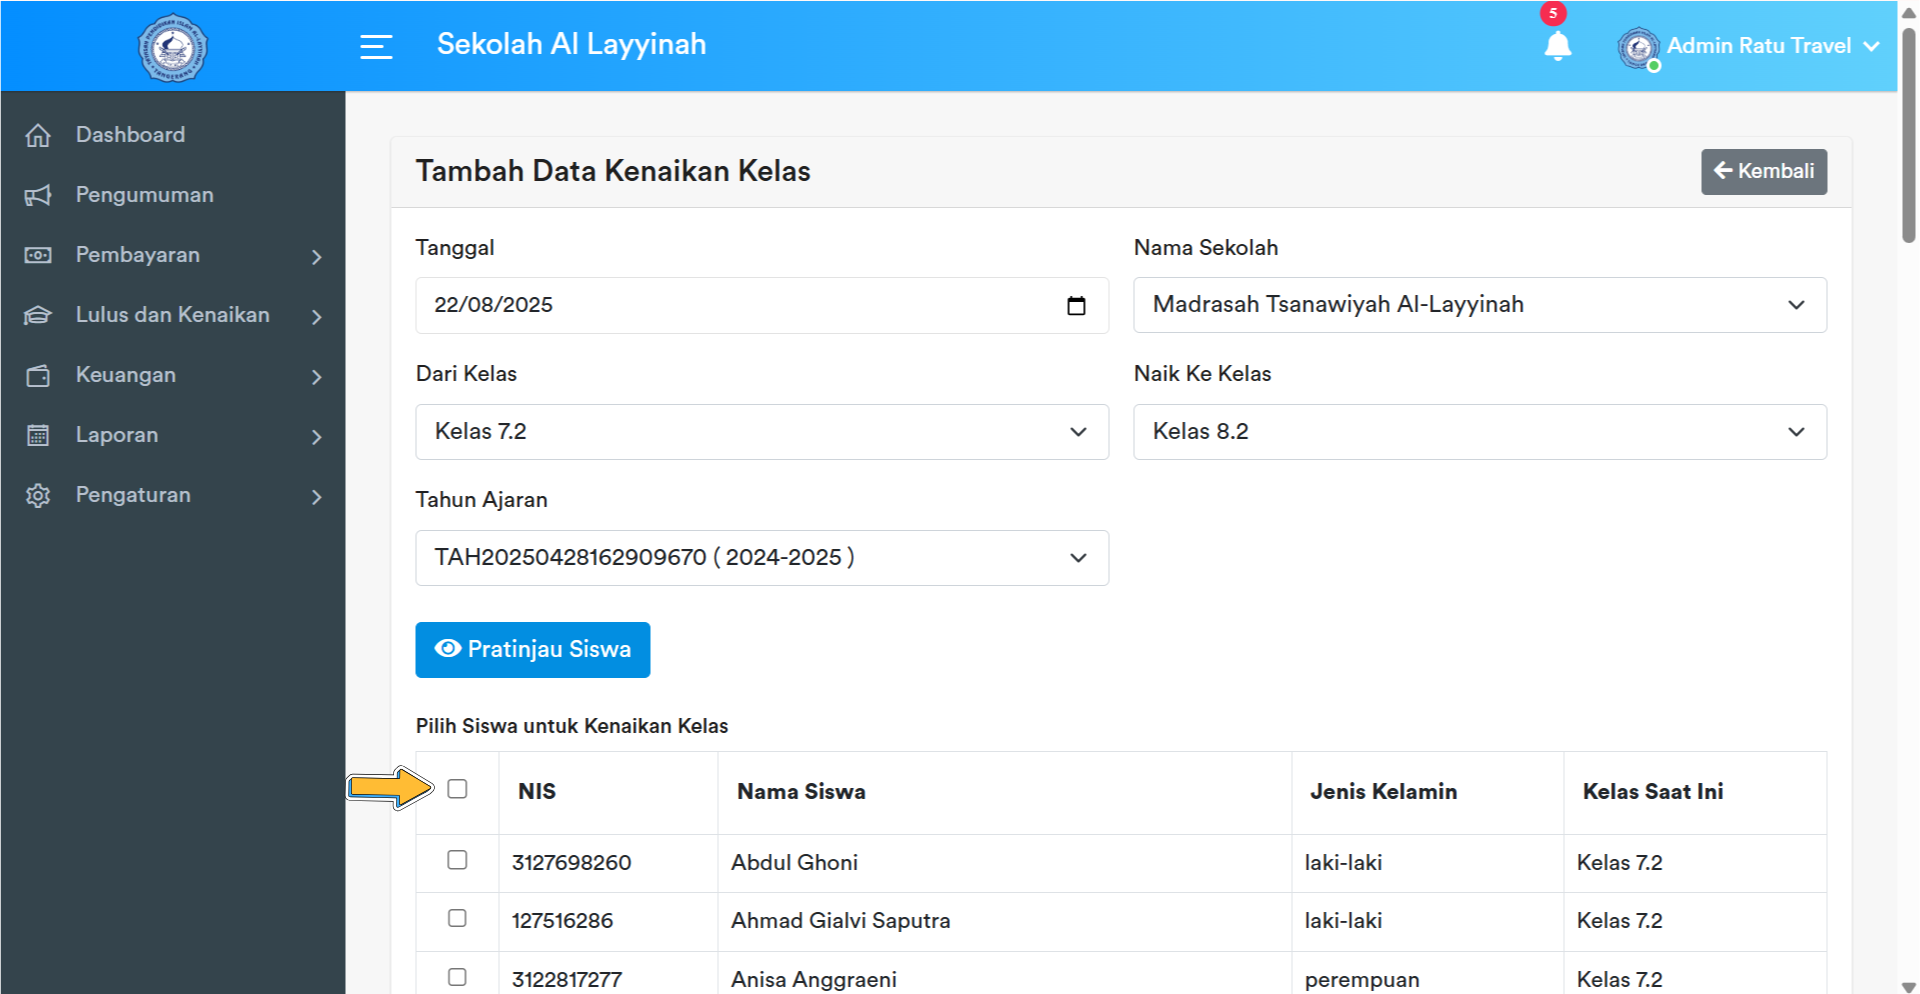 Sekolah Al Layyinah
5
Admin Ratu Travel
Dashboard
Pengumuman
Pembayaran
Lulus dan Kenaikan
Keuangan
Laporan
Pengaturan
Tambah Data Kenaikan Kelas
Kembali
Tanggal
Nama Sekolah
22/08/2025
Madrasah Tsanawiyah Al-Layyinah
Dari Kelas
Naik Ke Kelas
Kelas 7.2
Kelas 8.2
Tahun Ajaran
TAH20250428162909670 ( 2024-2025 )
Pratinjau Siswa
Pilih Siswa untuk Kenaikan Kelas
NIS Nama Siswa Jenis Kelamin Kelas Saat Ini
3127698260 Abdul Ghoni laki-laki Kelas 7.2
127516286 Ahmad Gialvi Saputra laki-laki Kelas 7.2
3122817277 Anisa Anggraeni perempuan Kelas 7.2